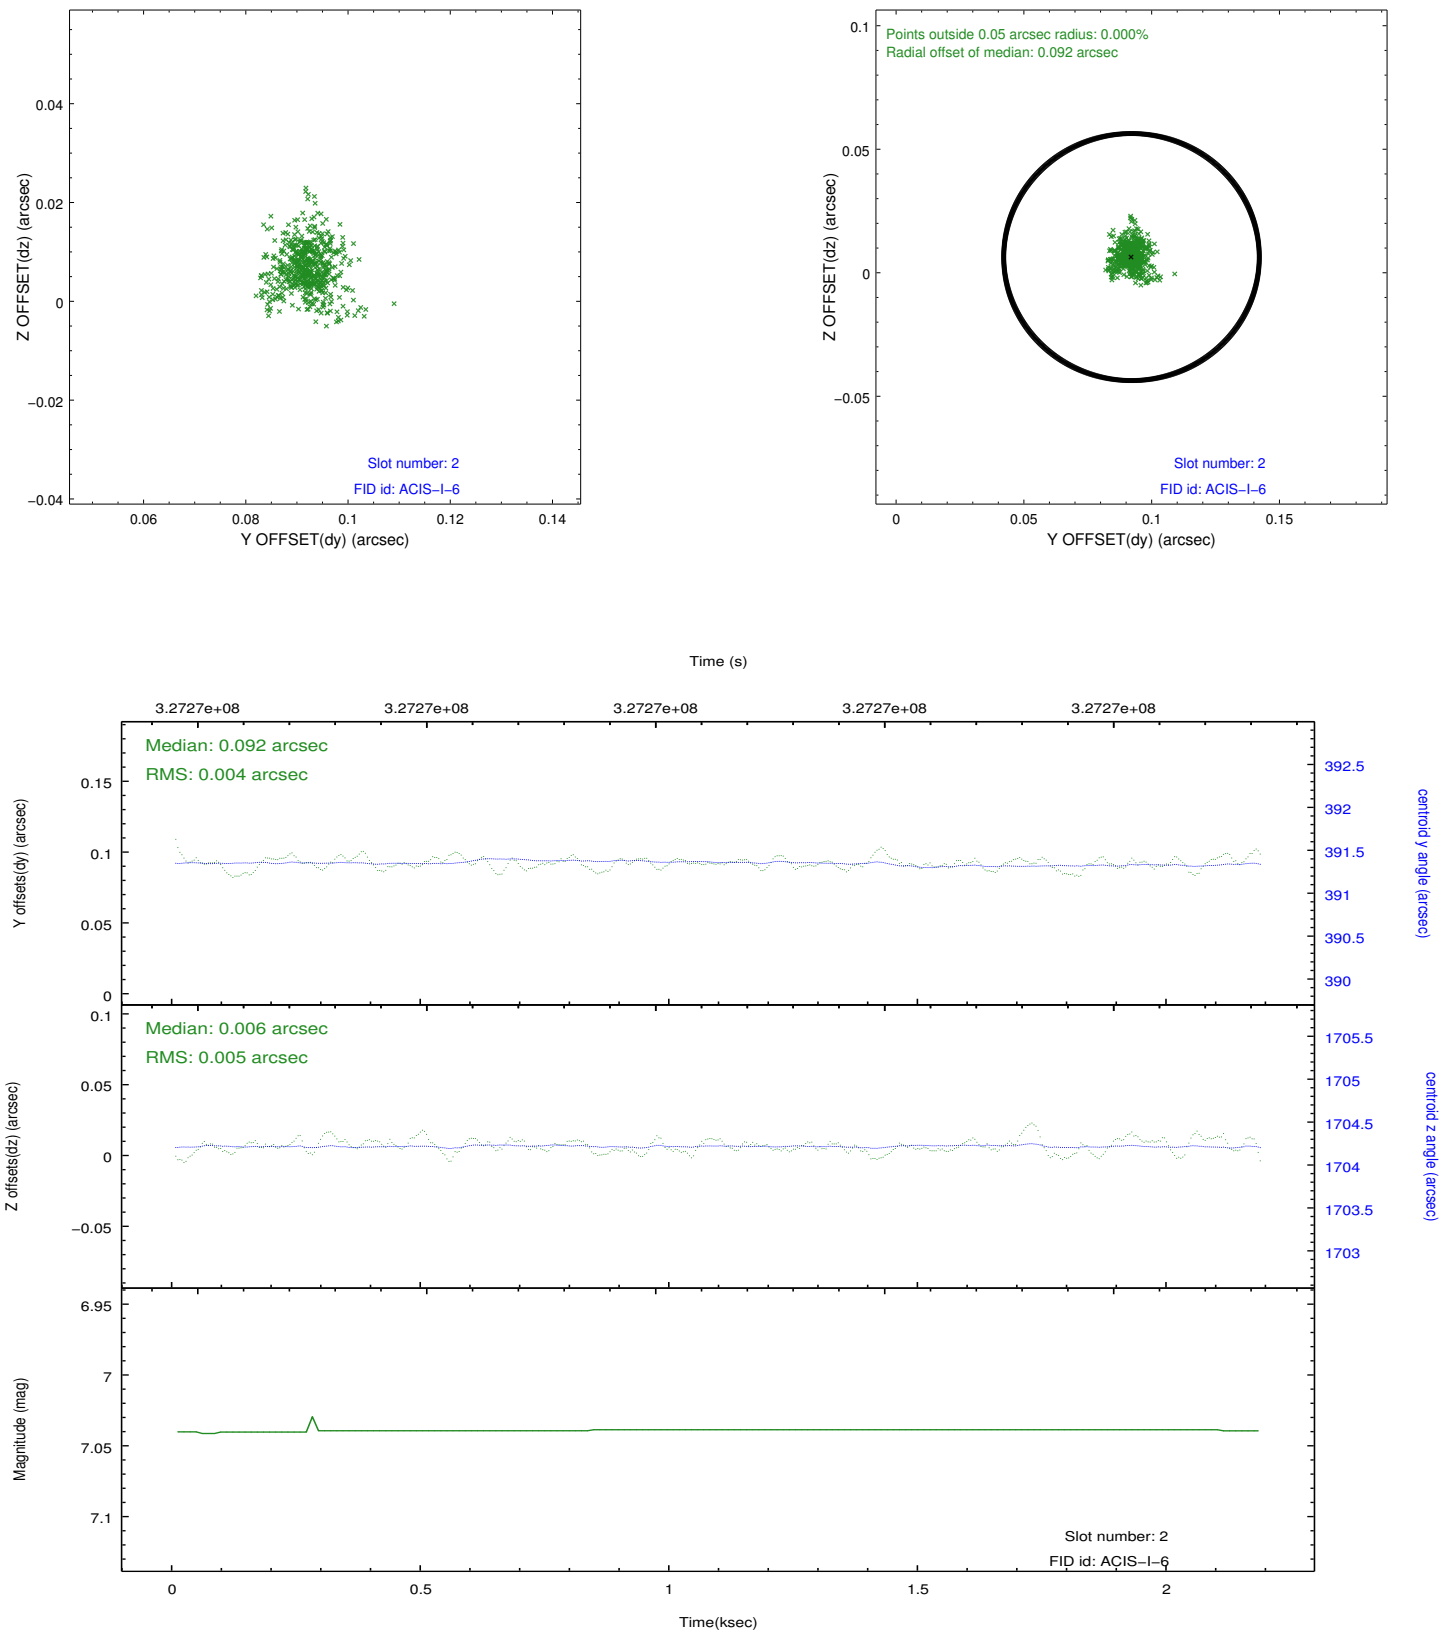 0.04
0.02
0
−0.02
−0.04
Z OFFSET(dz) (arcsec)
Slot number: 2
FID id: ACIS−I−6
0.06 0.08 0.1 0.12 0.14
Y OFFSET(dy) (arcsec)
Points outside 0.05 arcsec radius: 0.000%
Radial offset of median: 0.092 arcsec
0.1
0.05
0
−0.05
Z OFFSET(dz) (arcsec)
Slot number: 2
FID id: ACIS−I−6
0 0.05 0.1 0.15
Y OFFSET(dy) (arcsec)
Time (s)
3.2727e+08 3.2727e+08 3.2727e+08 3.2727e+08 3.2727e+08
Median: 0.092 arcsec
RMS: 0.004 arcsec
0.15
0.1
0.05
0
Y offsets(dy) (arcsec)
392.5
392
391.5
391
390.5
390
centroid y angle (arcsec)
Median: 0.006 arcsec
RMS: 0.005 arcsec
0.1
0.05
0
−0.05
Z offsets(dz) (arcsec)
1705.5
1705
1704.5
1704
1703.5
1703
centroid z angle (arcsec)
6.95
7
7.05
7.1
Magnitude (mag)
Slot number: 2
FID id: ACIS−I−6
0 0.5 1 1.5 2
Time(ksec)